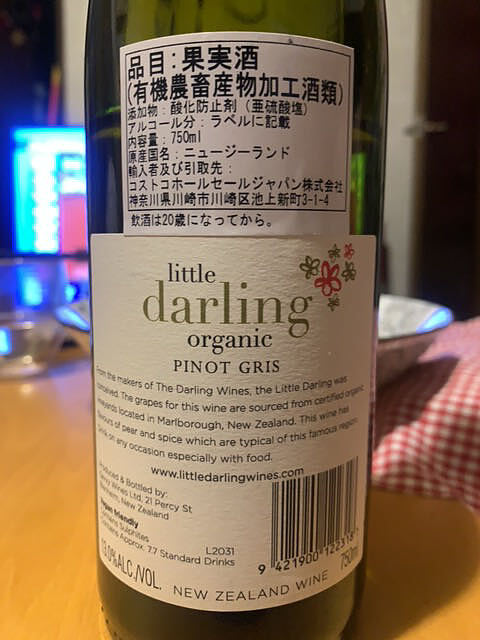 品目:果実酒
(有機農畜産物加工酒類)
添加物:酸化防止剤(亜硫酸塩)
アルコール分:ラベルに記載
内容量:750ml
原産国名:ニュージーランド
輸入者及び引取先:
コストコホールセールジャパン株式会社
神奈川県川崎市川崎区池上新町3-1-4
飲酒は20歳になってから。
little
darling
organic
PINOT GRIS
From the makers of The Darling Wines, the Little Darling was
conceived. The grapes for this wine are sourced from certified organic
vineyards located in Marlborough, New Zealand. This wine has
flavours of pear and spice which are typical of this famous region.
on any occasion especially with food.
www.littledarlingwines.com
Produced & Bottled by:
Wines Ltd, 21 Percy St
Blenheim, New Zealand
Vegan friendly
Contains Sulphites
Contains Approx. 7.7 Standard Drinks
L2031
13.0%ALC./VOL.
NEW ZEALAND WINE
9 421900 122318
750ml